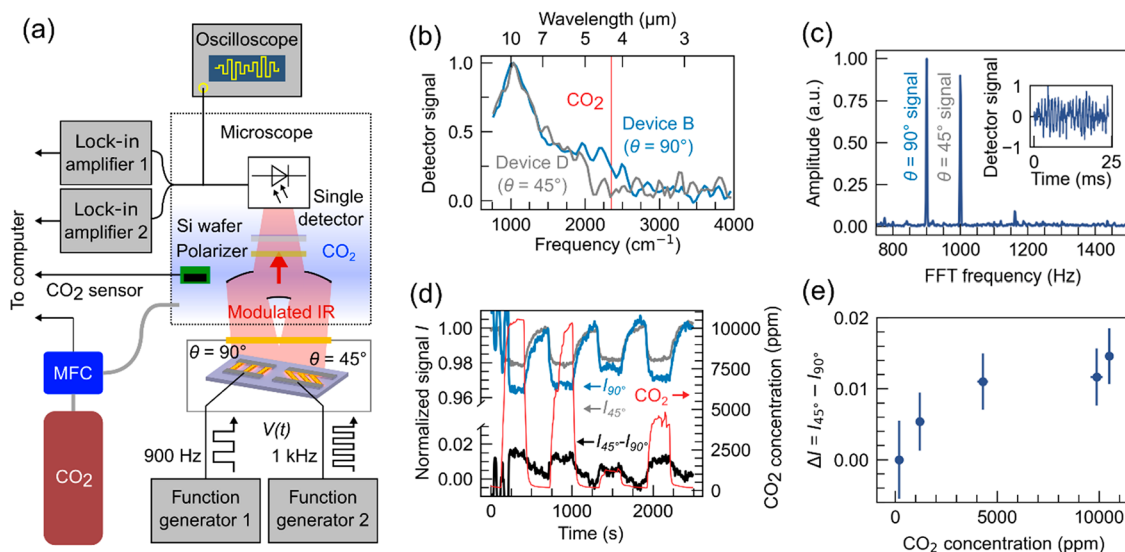 (a)
Oscilloscope
Microscope
Lock-in
amplifier 1
Lock-in
amplifier 2
Single
detector
Si wafer
Polarizer
CO₂
To computer
CO₂ sensor
Modulated IR
MFC
θ = 90°
θ = 45°
CO₂
V(t)
900 Hz
1 kHz
Function
generator 1
Function
generator 2
(b)
Wavelength (μm)
10 7 5 4 3
Detector signal
1.0
0.5
0.0
CO₂
Device B
(θ = 90°)
Device D
(θ = 45°)
1000 2000 3000 4000
Frequency (cm⁻¹)
(c)
Amplitude (a.u.)
1.00
0.75
0.50
0.25
0.00
θ = 90° signal
θ = 45° signal
Detector signal
1
0
−1
0 25
Time (ms)
800 1000 1200 1400
FFT frequency (Hz)
(d)
Normalized signal I
1.00
0.98
0.96
0.02
0.01
0.00
I90°
I45°
CO₂
I45°-I90°
10000
7500
5000
2500
0
CO₂ concentration (ppm)
0 1000 2000
Time (s)
(e)
ΔI = I45° − I90°
0.02
0.01
0.00
0 5000 10000
CO₂ concentration (ppm)